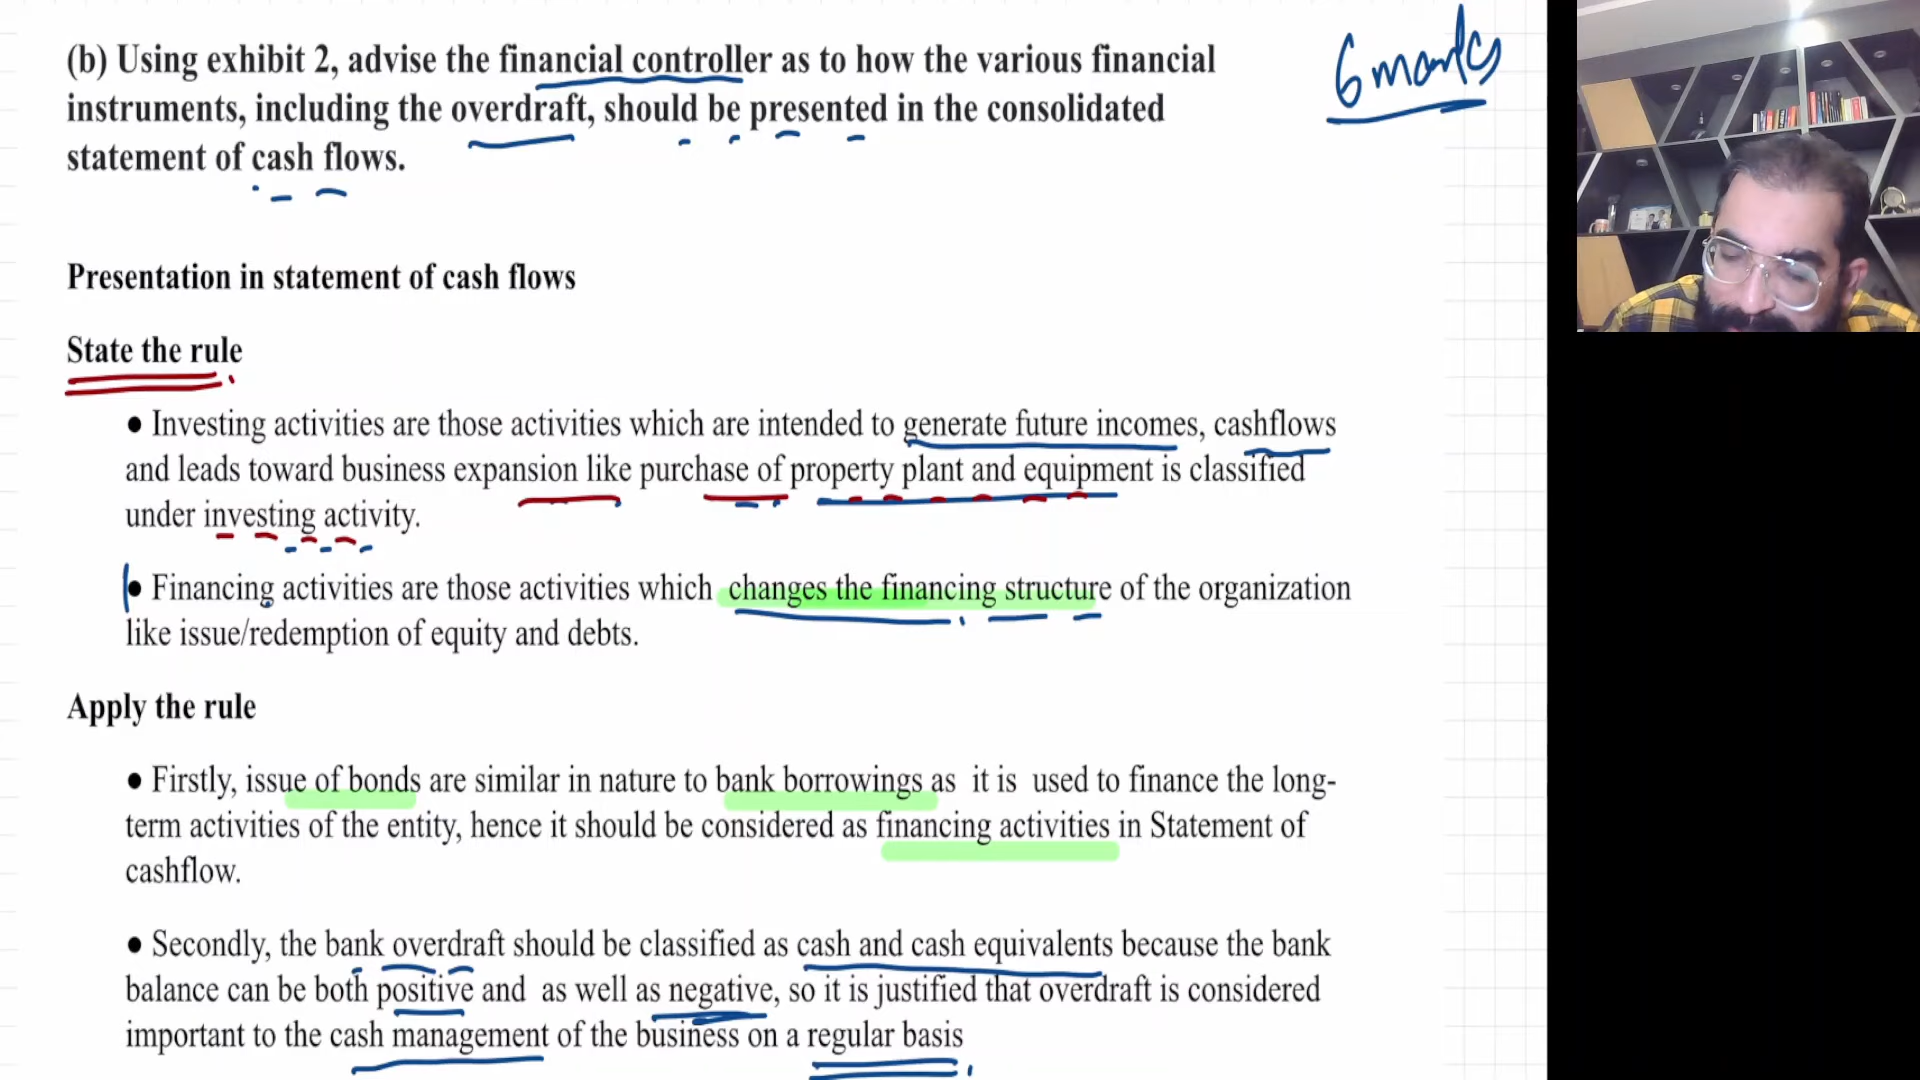 (b) Using exhibit 2, advise the financial controller as to how the various financial
instruments, including the overdraft, should be presented in the consolidated
statement of cash flows.
6 marks
Presentation in statement of cash flows
State the rule
● Investing activities are those activities which are intended to generate future incomes, cashflows
and leads toward business expansion like purchase of property plant and equipment is classified
under investing activity.
● Financing activities are those activities which changes the financing structure of the organization
like issue/redemption of equity and debts.
Apply the rule
● Firstly, issue of bonds are similar in nature to bank borrowings as it is used to finance the long-
term activities of the entity, hence it should be considered as financing activities in Statement of
cashflow.
● Secondly, the bank overdraft should be classified as cash and cash equivalents because the bank
balance can be both positive and as well as negative, so it is justified that overdraft is considered
important to the cash management of the business on a regular basis